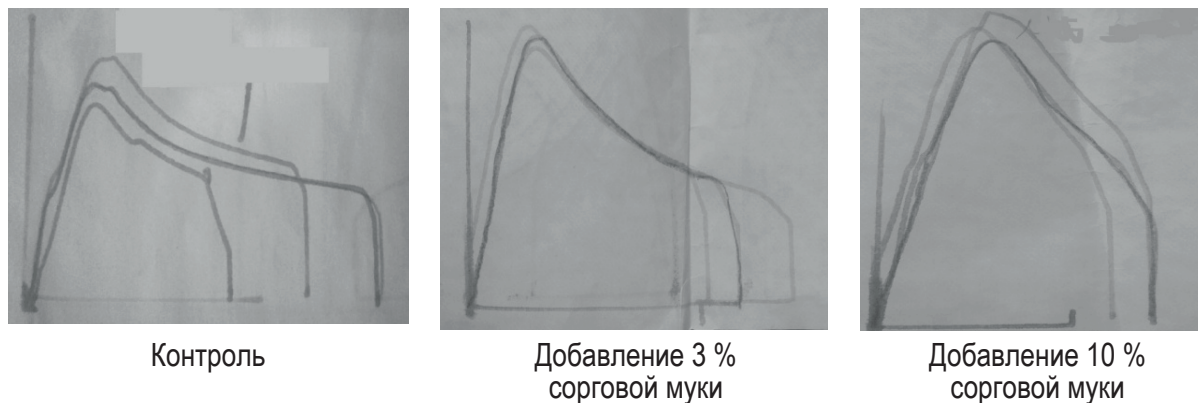 Контроль
Добавление 3 %
сорговой муки
Добавление 10 %
сорговой муки